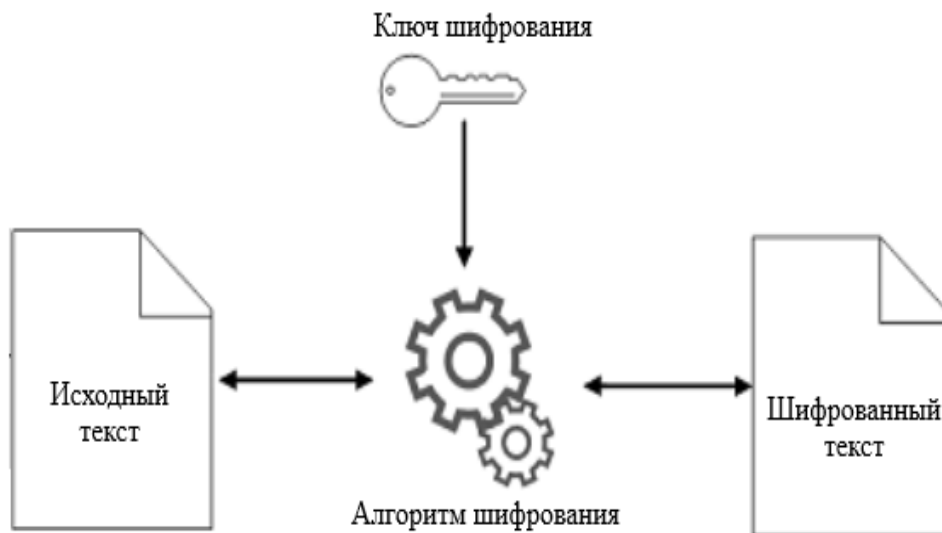 Ключ шифрования
Исходный
текст
Шифрованный
текст
Алгоритм шифрования